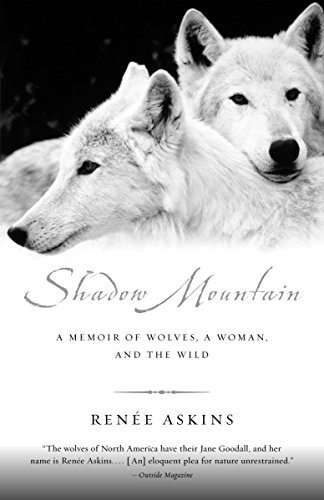 Shadow Mountain
A MEMOIR OF WOLVES, A WOMAN,
AND THE WILD
RENÉE ASKINS
"The wolves of North America have their Jane Goodall, and her
name is Renée Askins.... [An] eloquent plea for nature unrestrained."
—Outside Magazine